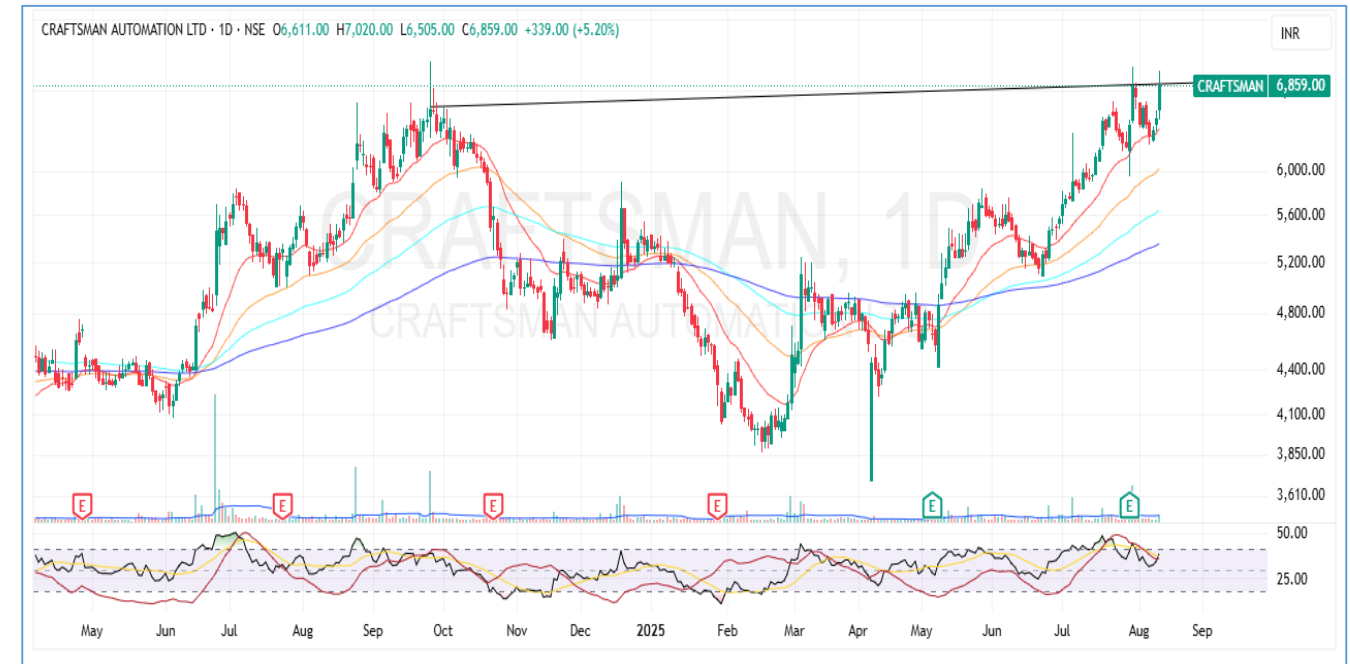 CRAFTSMAN AUTOMATION LTD · 1D · NSE O6,611.00 H7,020.00 L6,505.00 C6,859.00 +339.00 (+5.20%)
INR
CRAFTSMAN 6,859.00
6,000.00
5,600.00
CRAFTSMAN, 1D
5,200.00
4,800.00
CRAFTSMAN AUTOMATION
4,400.00
4,100.00
3,850.00
3,610.00
E E E E E E
50.00
25.00
May Jun Jul Aug Sep Oct Nov Dec 2025 Feb Mar Apr May Jun Jul Aug Sep